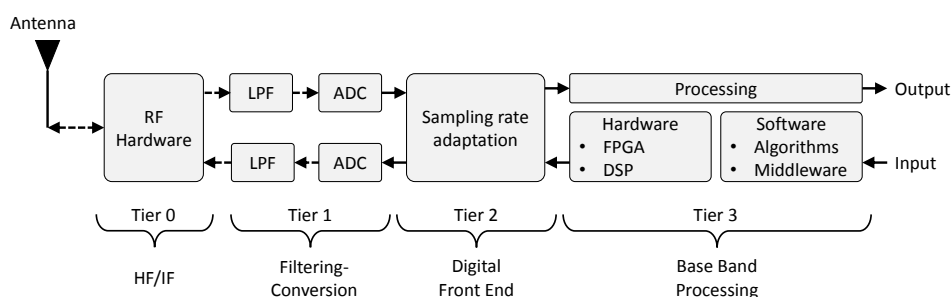 Antenna
RF
Hardware
LPF
ADC
LPF
ADC
Sampling rate
adaptation
Processing
Hardware
• FPGA
• DSP
Software
• Algorithms
• Middleware
Output
Input
Tier 0
Tier 1
Tier 2
Tier 3
HF/IF
Filtering-
Conversion
Digital
Front End
Base Band
Processing